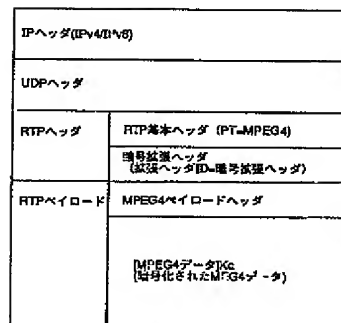 IPヘッダ(IPv4/IPv6)
UDPヘッダ
RTPヘッダ
RTP基本ヘッダ (PT=MPEG4)
暗号拡張ヘッダ
(拡張ヘッダID=暗号拡張ヘッダ)
RTPペイロード
MPEG4ペイロードヘッダ
[MPEG4データ]Kc
(暗号化されたMPEG4データ)